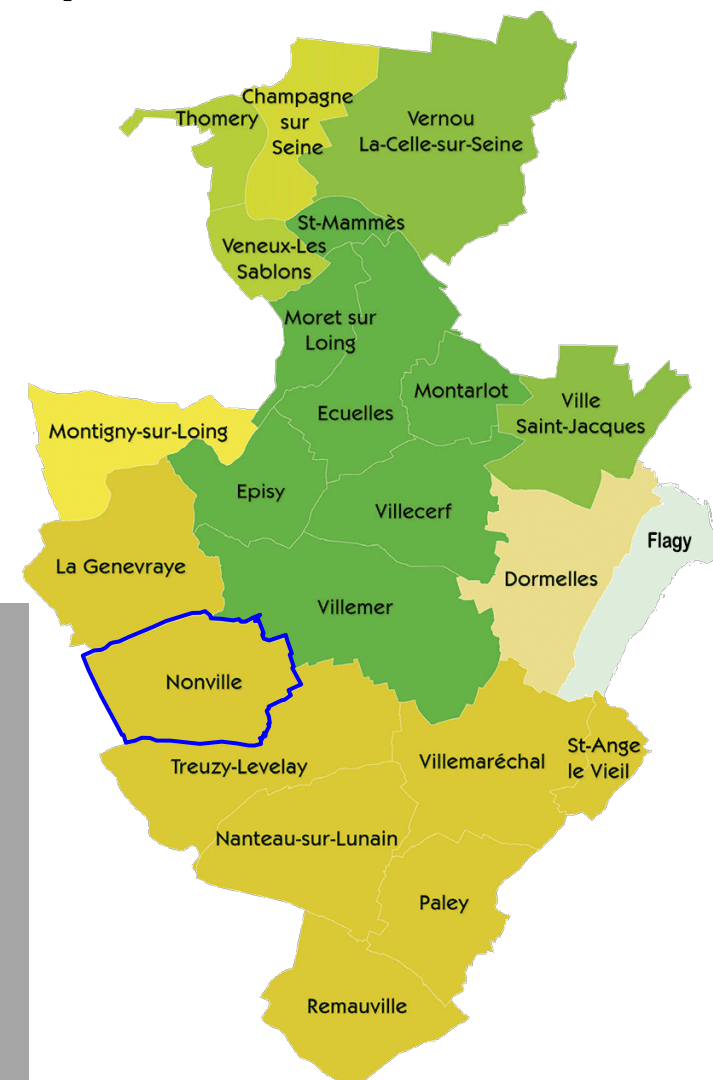 Champagne
sur
Seine
Thomery
Vernou
La-Celle-sur-Seine
St-Mammès
Veneux-Les
Sablons
Moret sur
Loing
Montarlot
Ville
Saint-Jacques
Ecuelles
Montigny-sur-Loing
Episy
Villecerf
Flagy
La Genevraye
Dormelles
Villemer
Nonville
Treuzy-Levelay
Villemaréchal
St-Ange
le Vieil
Nanteau-sur-Lunain
Paley
Remauville